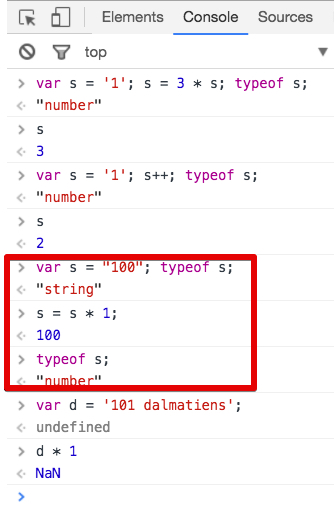 Elements Console Sources
top
var s = '1'; s = 3 * s; typeof s;
"number"
s
3
var s = '1'; s++; typeof s;
"number"
s
2
var s = "100"; typeof s;
"string"
s = s * 1;
100
typeof s;
"number"
var d = '101 dalmatiens';
undefined
d * 1
NaN